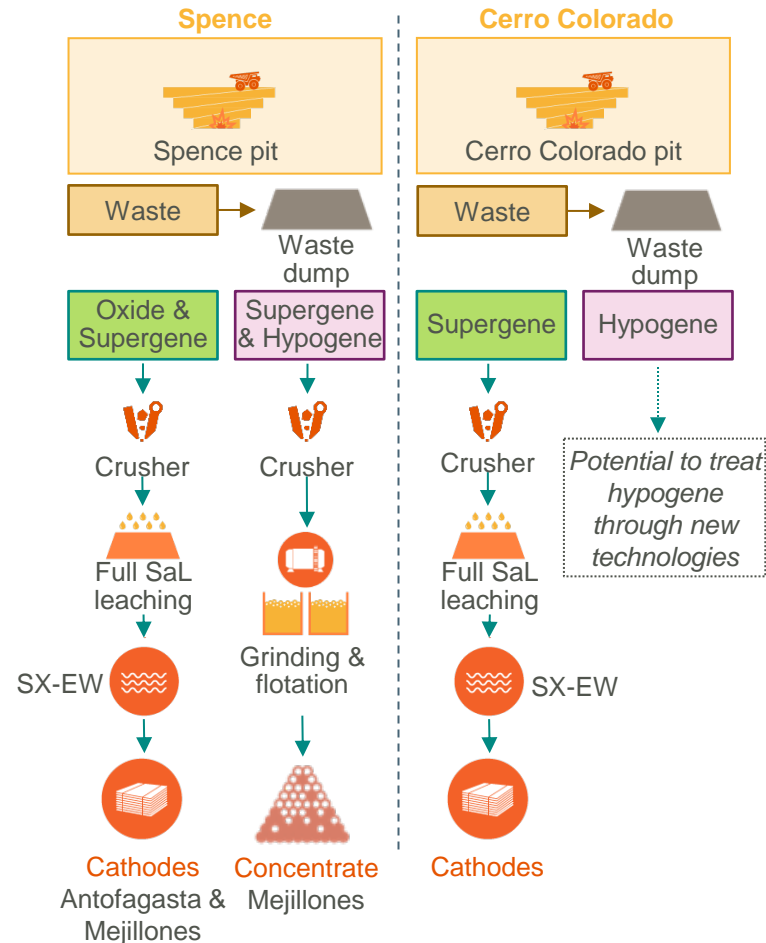 Spence
Spence pit
Waste
Waste
dump
Oxide &
Supergene
Supergene
& Hypogene
Crusher
Crusher
Full SaL
leaching
Grinding &
flotation
SX-EW
Cathodes
Antofagasta &
Mejillones
Concentrate
Mejillones
Cerro Colorado
Cerro Colorado pit
Waste
Waste
dump
Supergene
Hypogene
Crusher
Potential to treat
hypogene
through new
technologies
Full SaL
leaching
SX-EW
Cathodes